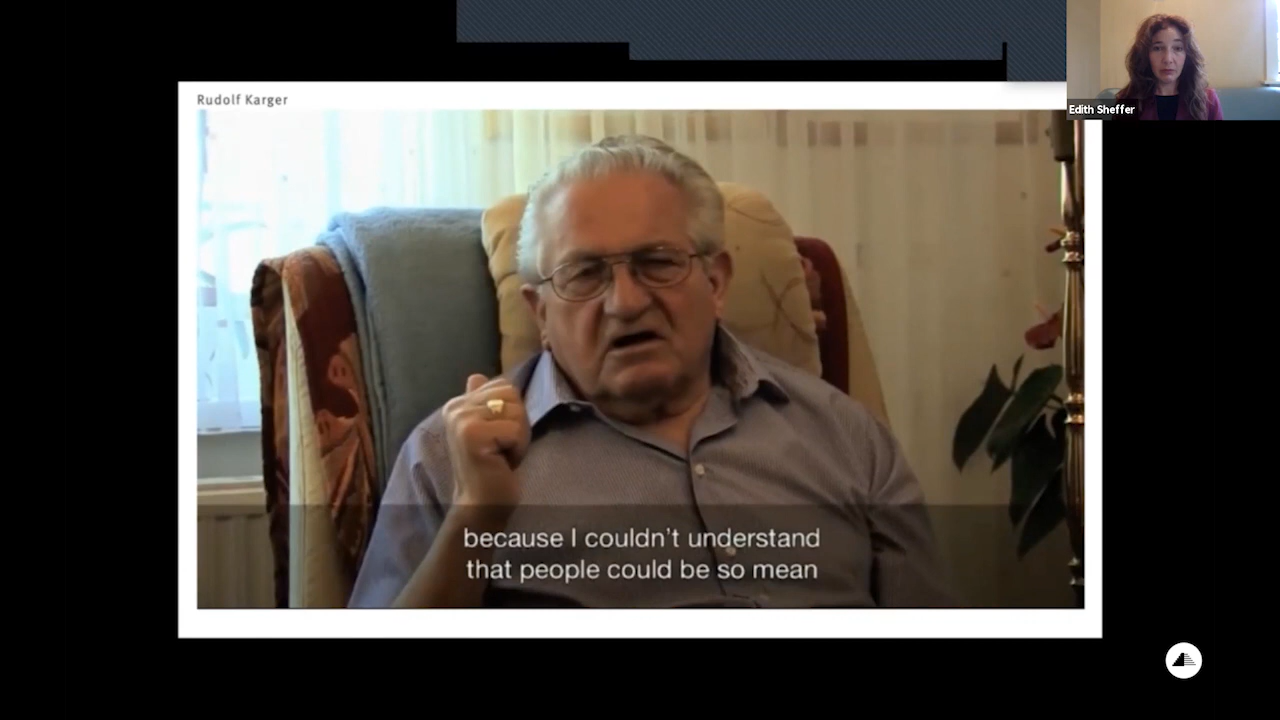 Rudolf Karger
Edith Sheffer
because I couldn't understand
that people could be so mean